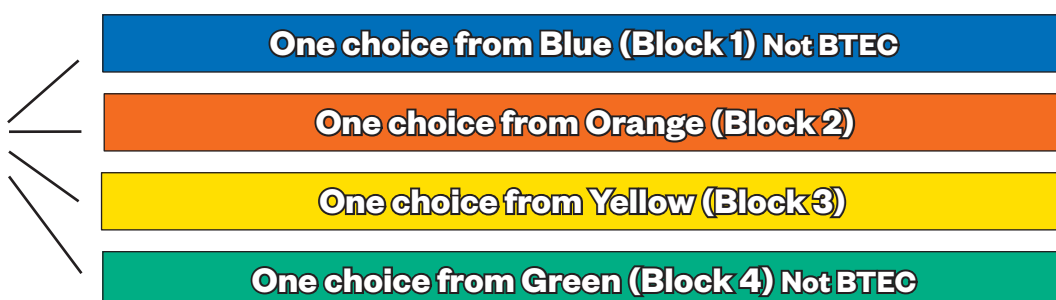 One choice from Blue (Block 1) Not BTEC
One choice from Orange (Block 2)
One choice from Yellow (Block 3)
One choice from Green (Block 4) Not BTEC